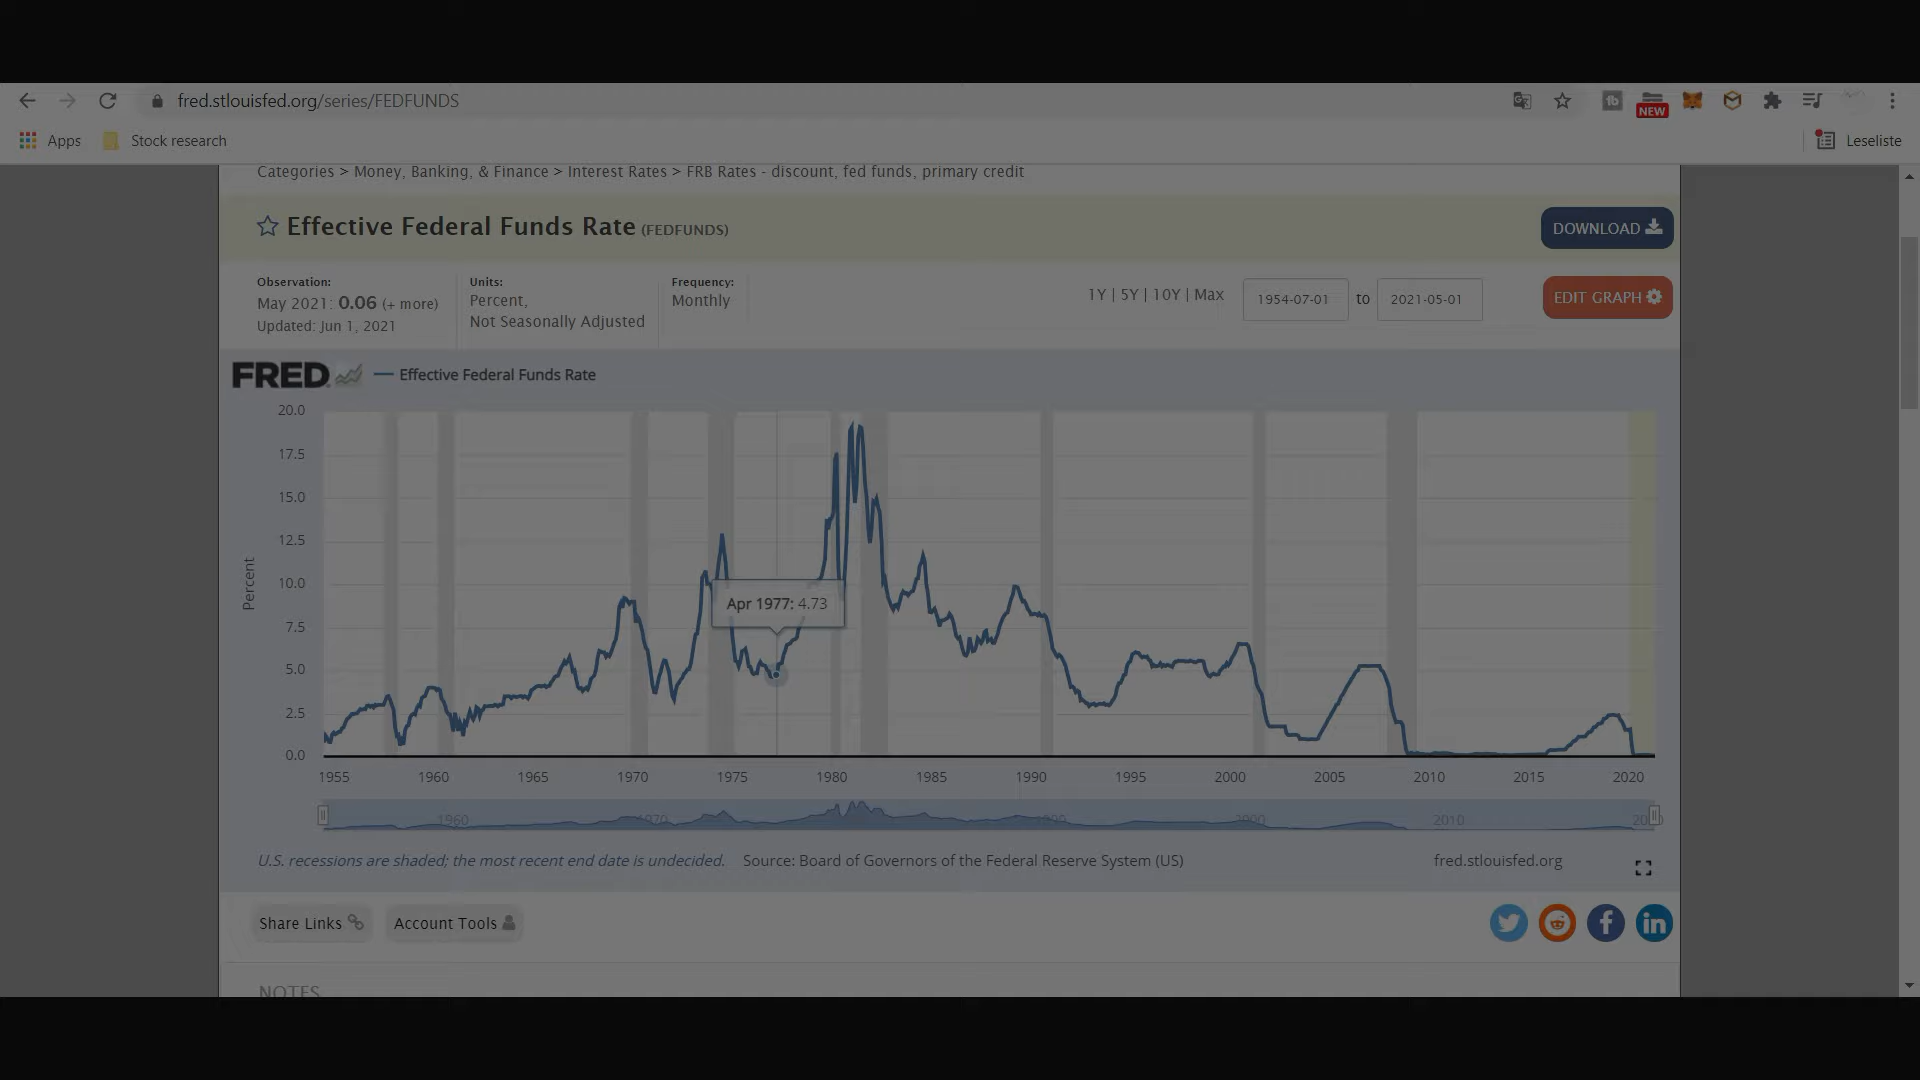 fred.stlouisfed.org/series/FEDFUNDS
NEW
Apps
Stock research
Leseliste
Categories > Money, Banking, & Finance > Interest Rates > FRB Rates - discount, fed funds, primary credit
Effective Federal Funds Rate (FEDFUNDS)
DOWNLOAD
Observation:
May 2021: 0.06 (+ more)
Updated: Jun 1, 2021
Units:
Percent,
Not Seasonally Adjusted
Frequency:
Monthly
1Y | 5Y | 10Y | Max
1954-07-01 to 2021-05-01
EDIT GRAPH
FRED
Effective Federal Funds Rate
20.0
17.5
15.0
12.5
10.0
7.5
5.0
2.5
0.0
Percent
Apr 1977: 4.73
1955 1960 1965 1970 1975 1980 1985 1990 1995 2000 2005 2010 2015 2020
1960 1970 2000 2010
U.S. recessions are shaded; the most recent end date is undecided.
Source: Board of Governors of the Federal Reserve System (US)
fred.stlouisfed.org
Share Links
Account Tools
NOTES